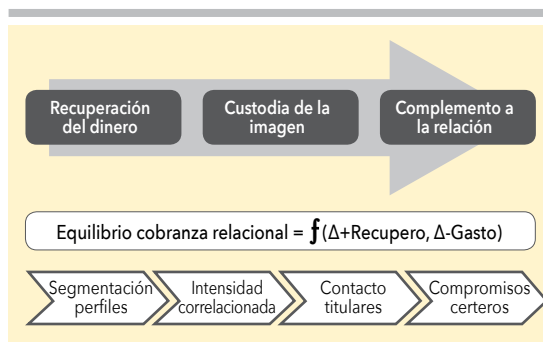 Recuperación
del dinero
Custodia de la
imagen
Complemento a
la relación
Equilibrio cobranza relacional = ƒ(Δ+Recupero, Δ-Gasto)
Segmentación
perfiles
Intensidad
correlacionada
Contacto
titulares
Compromisos
certeros